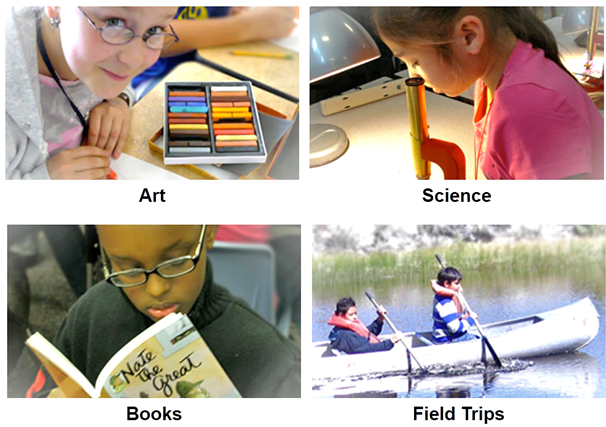 Art
Science
Nate
the
Great
Books
Field Trips